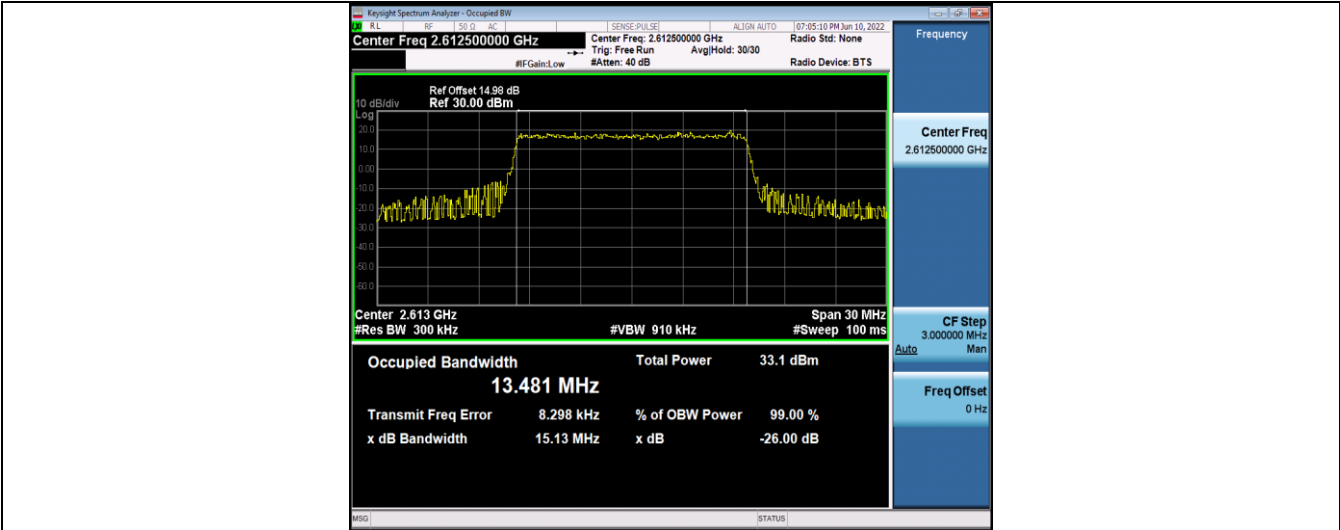 Keysight Spectrum Analyzer - Occupied BW
RL RF 50 Ω AC SENSE:PULSE ALIGN AUTO 07:05:10 PM Jun 10, 2022
Center Freq 2.612500000 GHz
Center Freq: 2.612500000 GHz Radio Std: None
Trig: Free Run Avg|Hold: 30/30
#IFGain:Low #Atten: 40 dB Radio Device: BTS
Ref Offset 14.98 dB
10 dB/div Ref 30.00 dBm
Log
20.0
10.0
0.00
-10.0
-20.0
-30.0
-40.0
-50.0
-60.0
Center 2.613 GHz Span 30 MHz
#Res BW 300 kHz #VBW 910 kHz #Sweep 100 ms
Occupied Bandwidth Total Power 33.1 dBm
13.481 MHz
Transmit Freq Error 8.298 kHz % of OBW Power 99.00 %
x dB Bandwidth 15.13 MHz x dB -26.00 dB
Frequency
Center Freq
2.612500000 GHz
CF Step
3.000000 MHz
Auto Man
Freq Offset
0 Hz
MSG STATUS